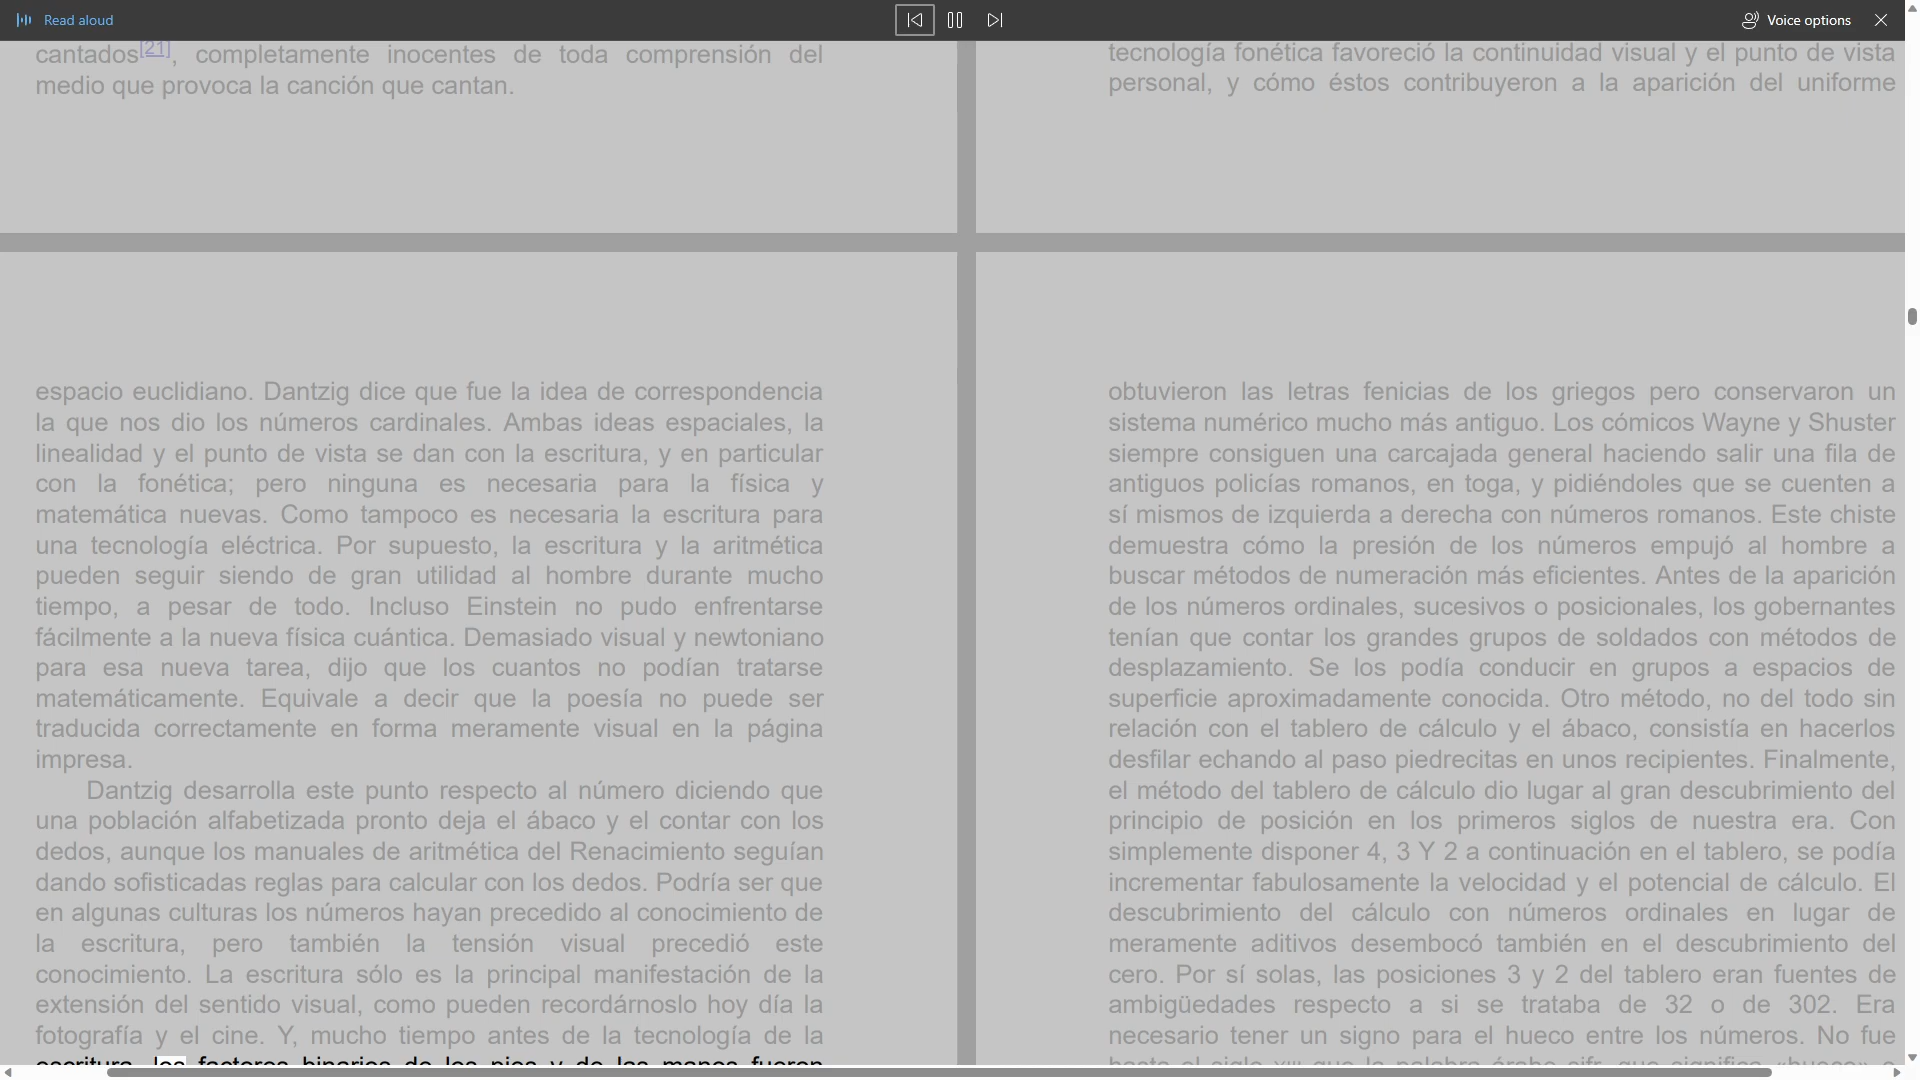 Read aloud
Voice options
cantados[21], completamente inocentes de toda comprensión del
medio que provoca la canción que cantan.
tecnología fonética favoreció la continuidad visual y el punto de vista
personal, y cómo éstos contribuyeron a la aparición del uniforme
espacio euclidiano. Dantzig dice que fue la idea de correspondencia
la que nos dio los números cardinales. Ambas ideas espaciales, la
linealidad y el punto de vista se dan con la escritura, y en particular
con la fonética; pero ninguna es necesaria para la física y
matemática nuevas. Como tampoco es necesaria la escritura para
una tecnología eléctrica. Por supuesto, la escritura y la aritmética
pueden seguir siendo de gran utilidad al hombre durante mucho
tiempo, a pesar de todo. Incluso Einstein no pudo enfrentarse
fácilmente a la nueva física cuántica. Demasiado visual y newtoniano
para esa nueva tarea, dijo que los cuantos no podían tratarse
matemáticamente. Equivale a decir que la poesía no puede ser
traducida correctamente en forma meramente visual en la página
impresa.
Dantzig desarrolla este punto respecto al número diciendo que
una población alfabetizada pronto deja el ábaco y el contar con los
dedos, aunque los manuales de aritmética del Renacimiento seguían
dando sofisticadas reglas para calcular con los dedos. Podría ser que
en algunas culturas los números hayan precedido al conocimiento de
la escritura, pero también la tensión visual precedió este
conocimiento. La escritura sólo es la principal manifestación de la
extensión del sentido visual, como pueden recordárnoslo hoy día la
fotografía y el cine. Y, mucho tiempo antes de la tecnología de la
escritura, los factores binarios de los pies y de las manos fueron
obtuvieron las letras fenicias de los griegos pero conservaron un
sistema numérico mucho más antiguo. Los cómicos Wayne y Shuster
siempre consiguen una carcajada general haciendo salir una fila de
antiguos policías romanos, en toga, y pidiéndoles que se cuenten a
sí mismos de izquierda a derecha con números romanos. Este chiste
demuestra cómo la presión de los números empujó al hombre a
buscar métodos de numeración más eficientes. Antes de la aparición
de los números ordinales, sucesivos o posicionales, los gobernantes
tenían que contar los grandes grupos de soldados con métodos de
desplazamiento. Se los podía conducir en grupos a espacios de
superficie aproximadamente conocida. Otro método, no del todo sin
relación con el tablero de cálculo y el ábaco, consistía en hacerlos
desfilar echando al paso piedrecitas en unos recipientes. Finalmente,
el método del tablero de cálculo dio lugar al gran descubrimiento del
principio de posición en los primeros siglos de nuestra era. Con
simplemente disponer 4, 3 Y 2 a continuación en el tablero, se podía
incrementar fabulosamente la velocidad y el potencial de cálculo. El
descubrimiento del cálculo con números ordinales en lugar de
meramente aditivos desembocó también en el descubrimiento del
cero. Por sí solas, las posiciones 3 y 2 del tablero eran fuentes de
ambigüedades respecto a si se trataba de 32 o de 302. Era
necesario tener un signo para el hueco entre los números. No fue
hasta el siglo XIII que la palabra árabe sifr, que significa «hueco» o